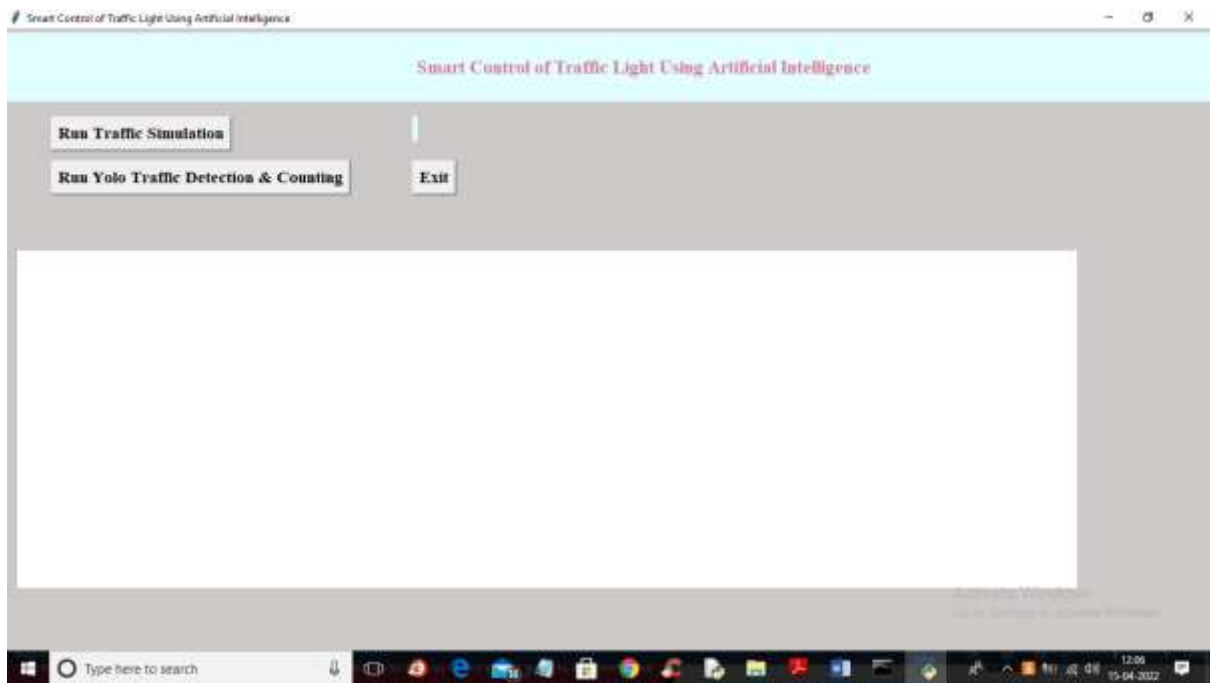 Smart Control of Traffic Light Using Artificial Intelligence
Smart Control of Traffic Light Using Artificial Intelligence
Run Traffic Simulation
Run Yolo Traffic Detection & Counting
Exit
Activate Windows
Type here to search
12:06
15-04-2022